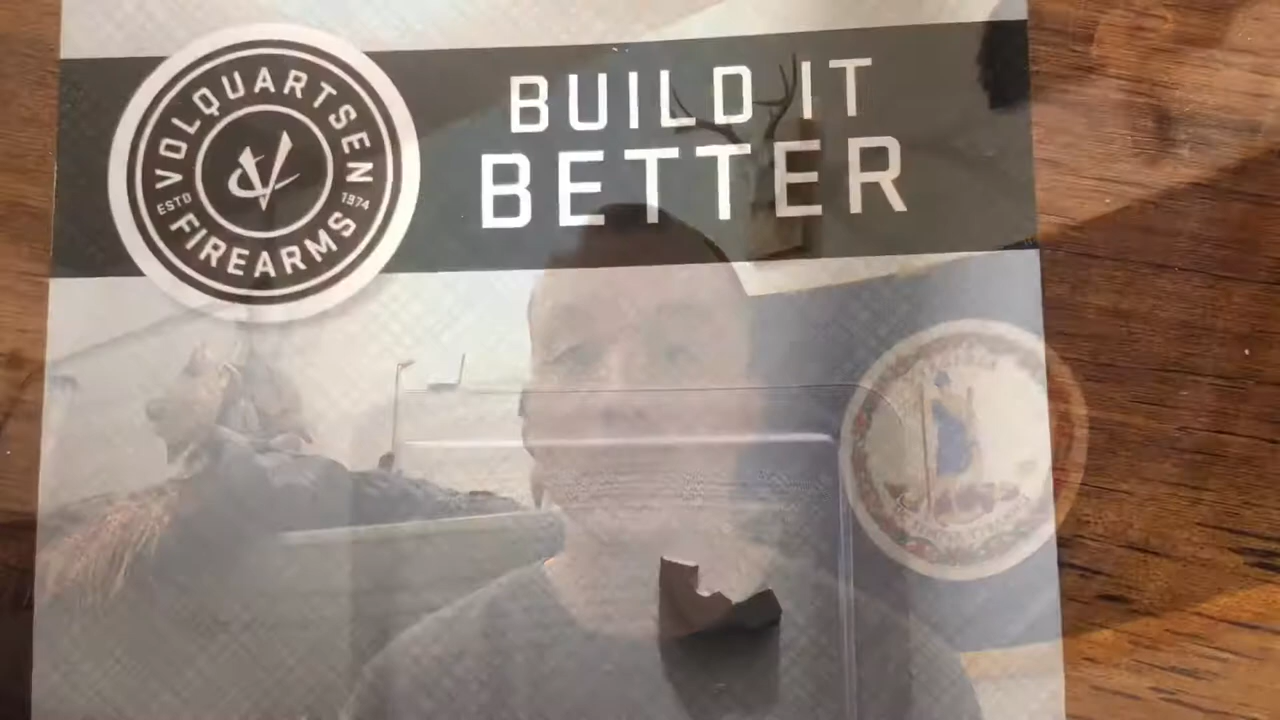 VOLQUARTSEN
ESTD 1974
FIREARMS
BUILD IT
BETTER